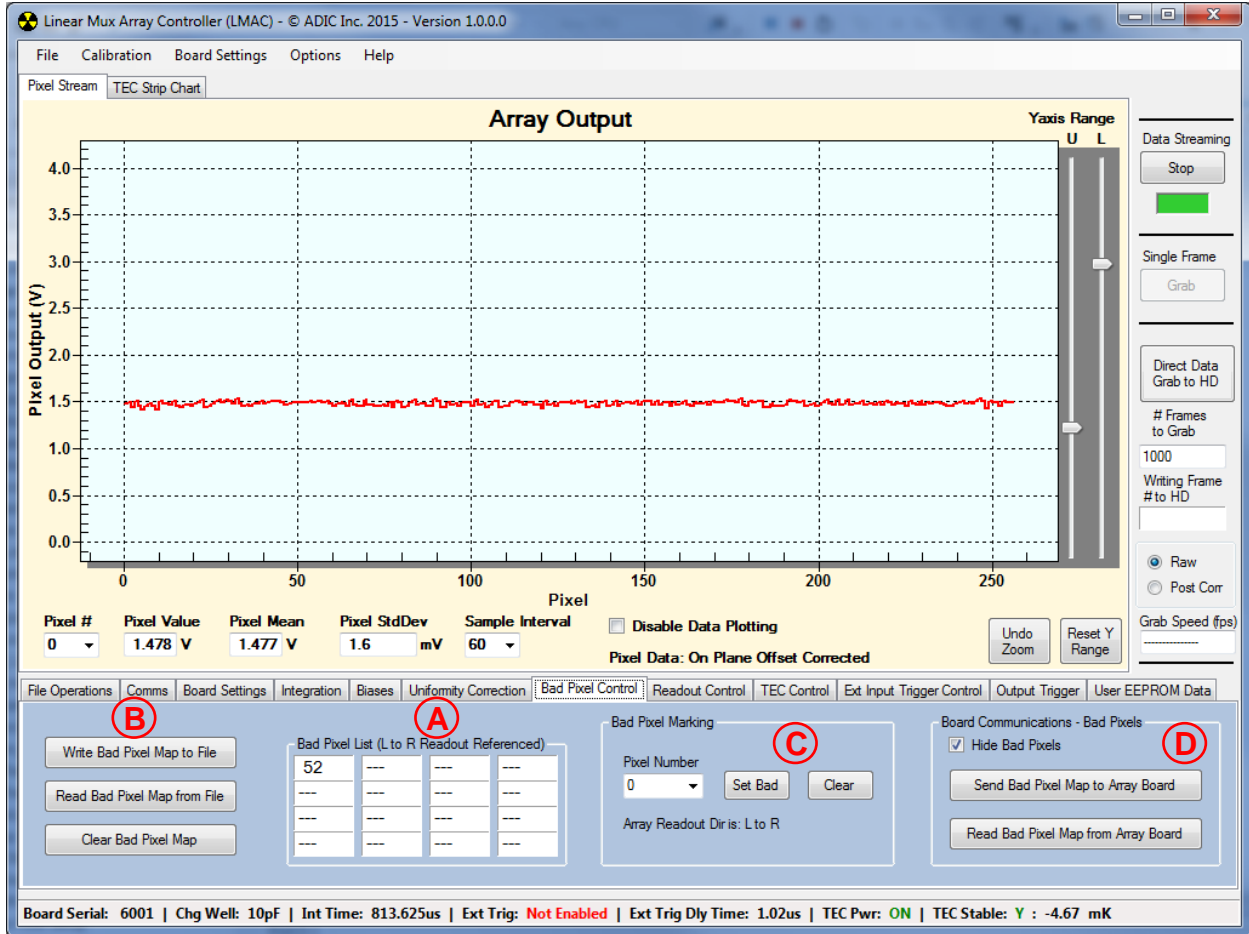 Linear Mux Array Controller (LMAC) - © ADIC Inc. 2015 - Version 1.0.0.0
File Calibration Board Settings Options Help
Pixel Stream TEC Strip Chart
Array Output
Yaxis Range
U L
4.0
3.5
3.0
2.5
2.0
1.5
1.0
0.5
0.0
PIxel Output (V)
0 50 100 150 200 250
Pixel
Data Streaming
Stop
Single Frame
Grab
Direct Data
Grab to HD
# Frames
to Grab
1000
Writing Frame
# to HD
Raw
Post Corr
Grab Speed (fps)
---------------
Pixel # Pixel Value Pixel Mean Pixel StdDev Sample Interval
0 1.478 V 1.477 V 1.6 mV 60
Disable Data Plotting
Pixel Data: On Plane Offset Corrected
Undo
Zoom
Reset Y
Range
File Operations Comms Board Settings Integration Biases Uniformity Correction Bad Pixel Control Readout Control TEC Control Ext Input Trigger Control Output Trigger User EEPROM Data
B
Write Bad Pixel Map to File
Read Bad Pixel Map from File
Clear Bad Pixel Map
A
Bad Pixel List (L to R Readout Referenced)
52 --- --- ---
--- --- --- ---
--- --- --- ---
--- --- --- ---
Bad Pixel Marking
C
Pixel Number
0 Set Bad Clear
Array Readout Dir is: L to R
Board Communications - Bad Pixels
Hide Bad Pixels
D
Send Bad Pixel Map to Array Board
Read Bad Pixel Map from Array Board
Board Serial: 6001 | Chg Well: 10pF | Int Time: 813.625us | Ext Trig: Not Enabled | Ext Trig Dly Time: 1.02us | TEC Pwr: ON | TEC Stable: Y : -4.67 mK